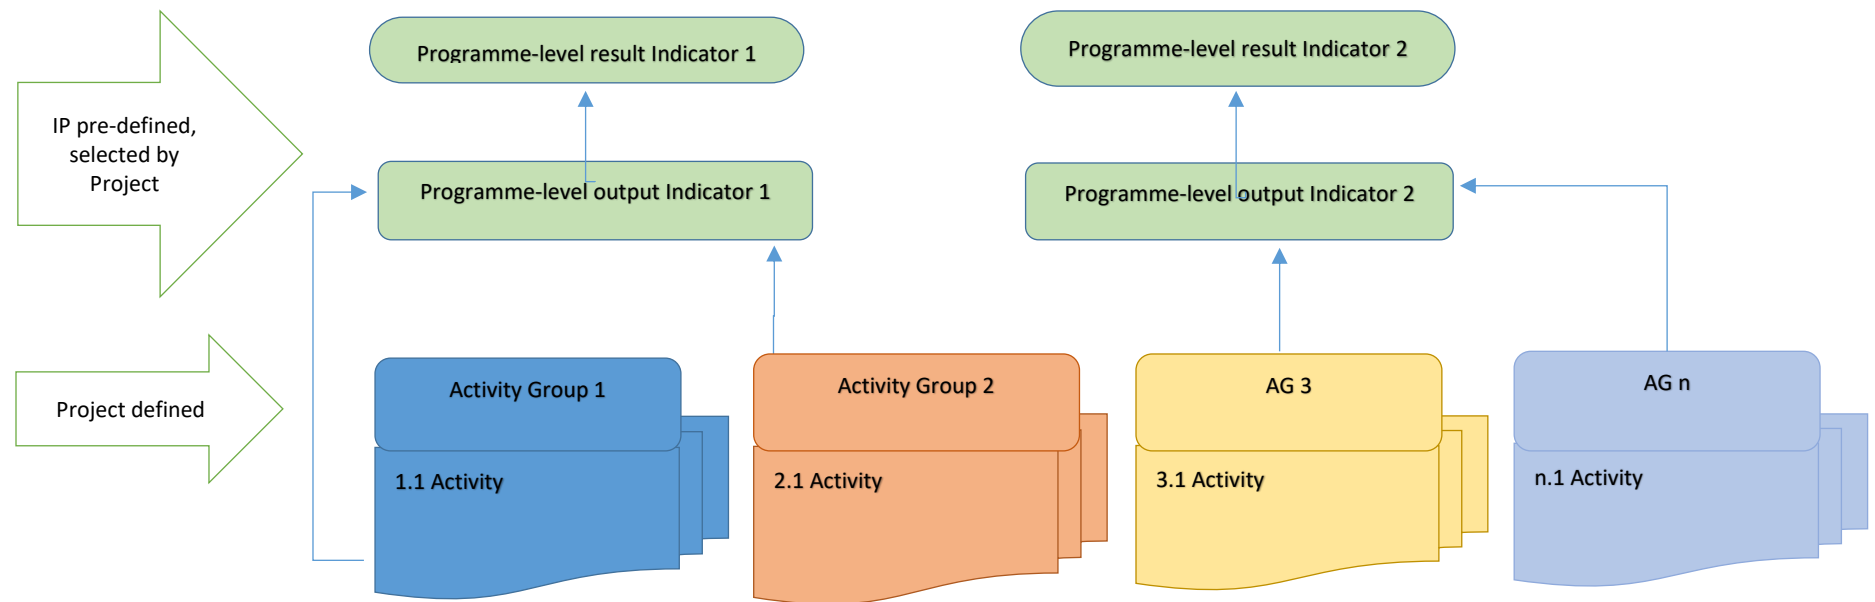 Programme-level result Indicator 1
Programme-level result Indicator 2
IP pre-defined,
selected by
Project
Programme-level output Indicator 1
Programme-level output Indicator 2
Project defined
Activity Group 1
Activity Group 2
AG 3
AG n
1.1 Activity
2.1 Activity
3.1 Activity
n.1 Activity